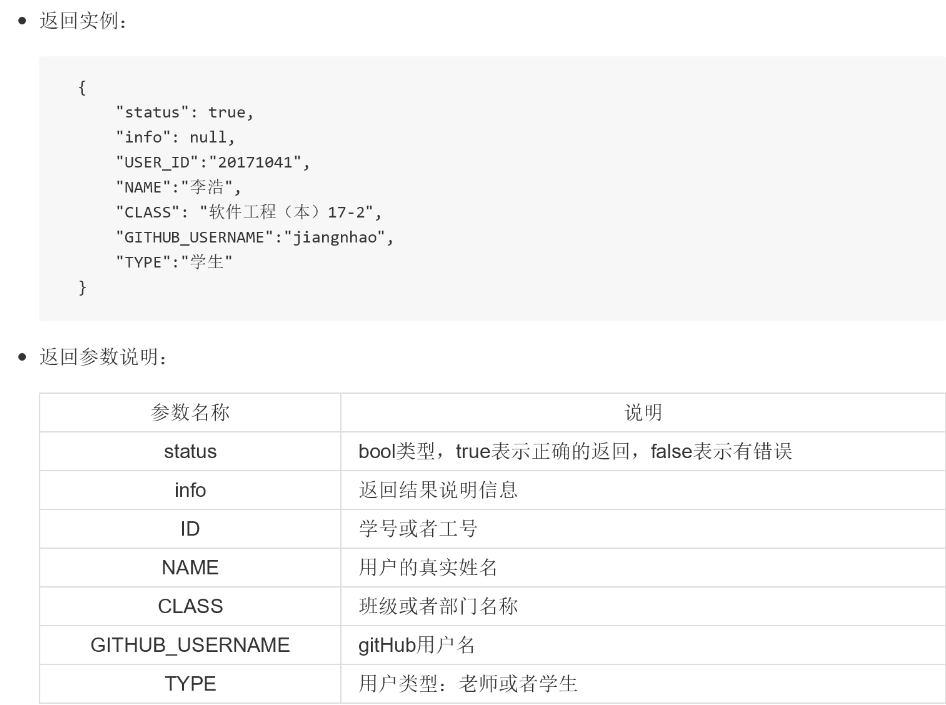 • 返回实例：
{
"status": true,
"info": null,
"USER_ID":"20171041",
"NAME":"李浩",
"CLASS": "软件工程（本）17-2",
"GITHUB_USERNAME":"jiangnhao",
"TYPE":"学生"
}
• 返回参数说明：
参数名称 说明
status bool类型，true表示正确的返回，false表示有错误
info 返回结果说明信息
ID 学号或者工号
NAME 用户的真实姓名
CLASS 班级或者部门名称
GITHUB_USERNAME gitHub用户名
TYPE 用户类型：老师或者学生